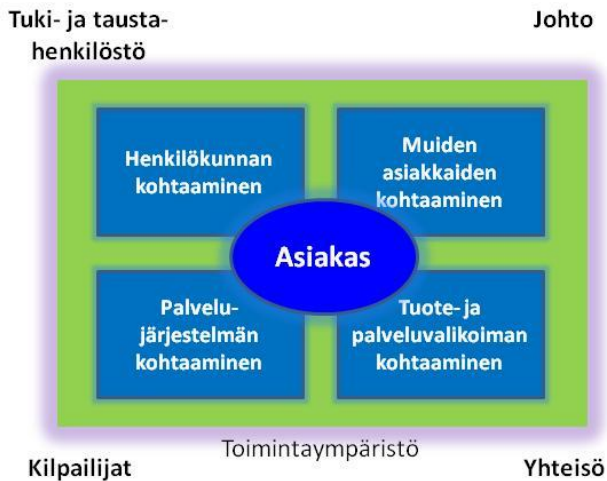 Tuki- ja tausta-
henkilöstö
Johto
Henkilökunnan
kohtaaminen
Muiden
asiakkaiden
kohtaaminen
Asiakas
Palvelu-
järjestelmän
kohtaaminen
Tuote- ja
palveluvalikoiman
kohtaaminen
Toimintaympäristö
Kilpailijat
Yhteisö